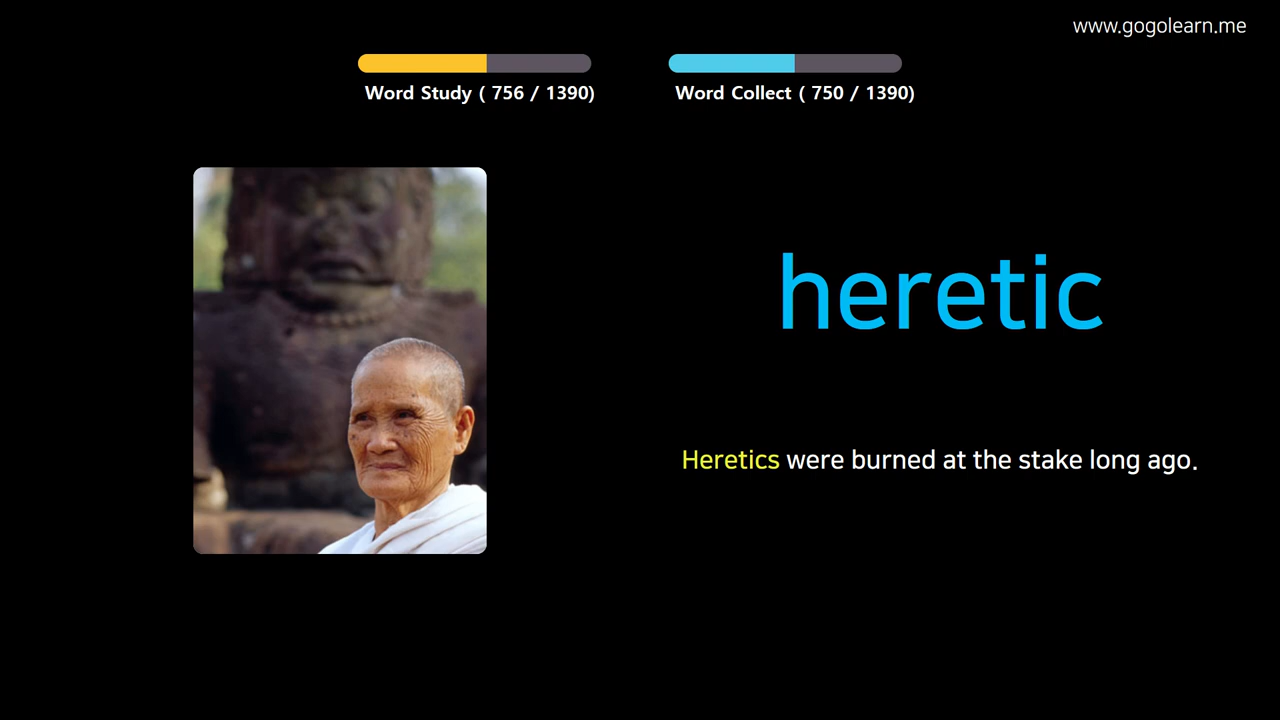 www.gogolearn.me
Word Study ( 756 / 1390)
Word Collect ( 750 / 1390)
heretic
Heretics were burned at the stake long ago.